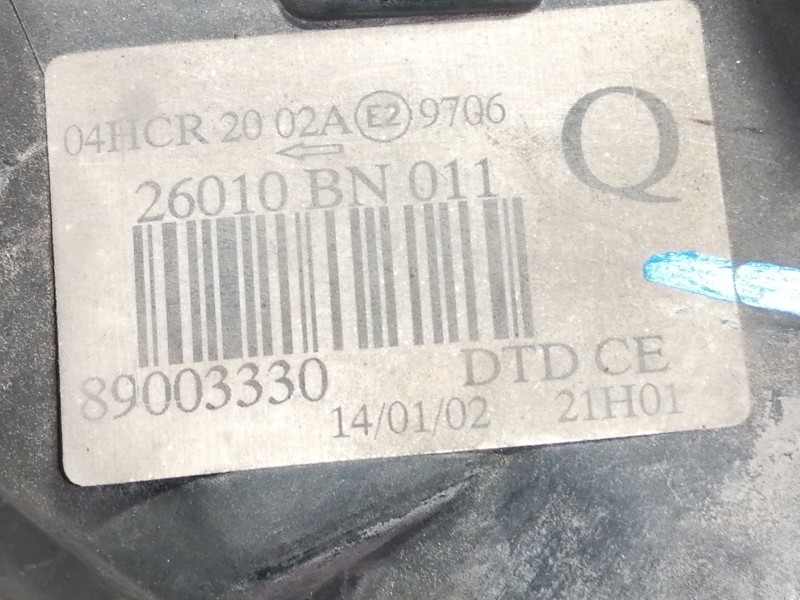 04HCR 20 02A E2 9706
Q
26010 BN 011
89003330
DTD CE
14/01/02
21H01